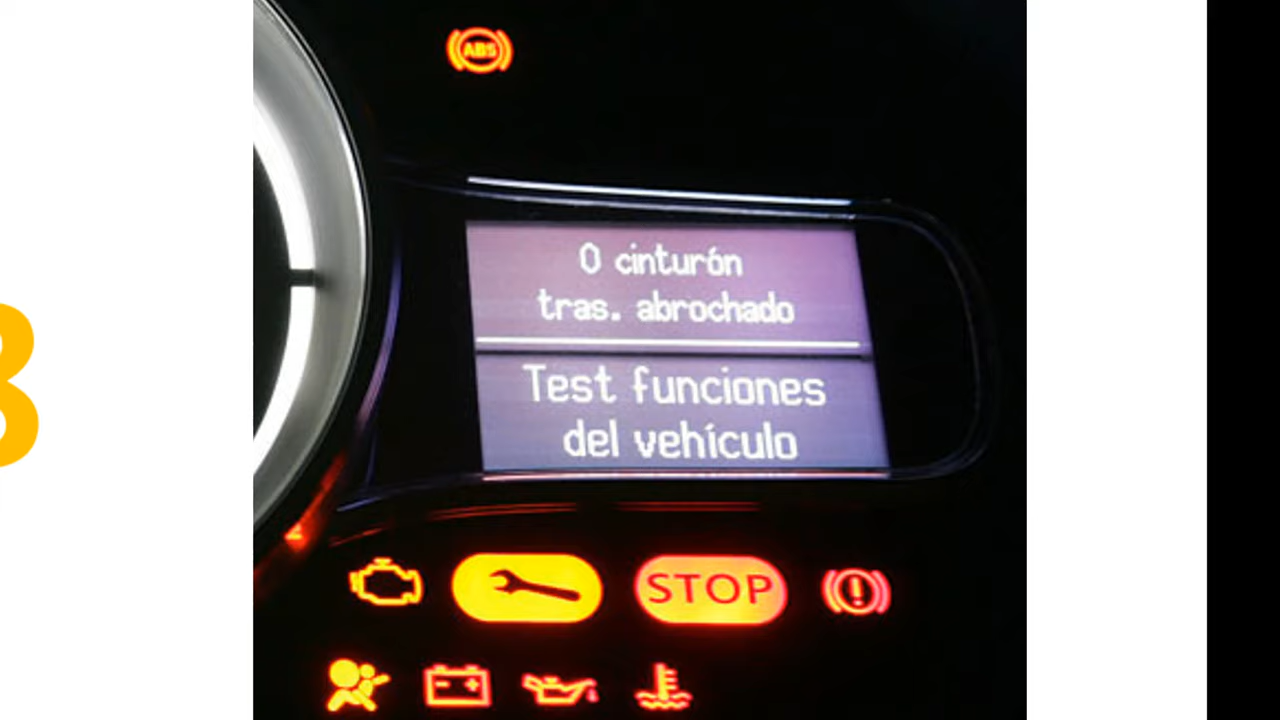 ABS
0 cinturón
tras. abrochado
Test funciones
del vehículo
STOP